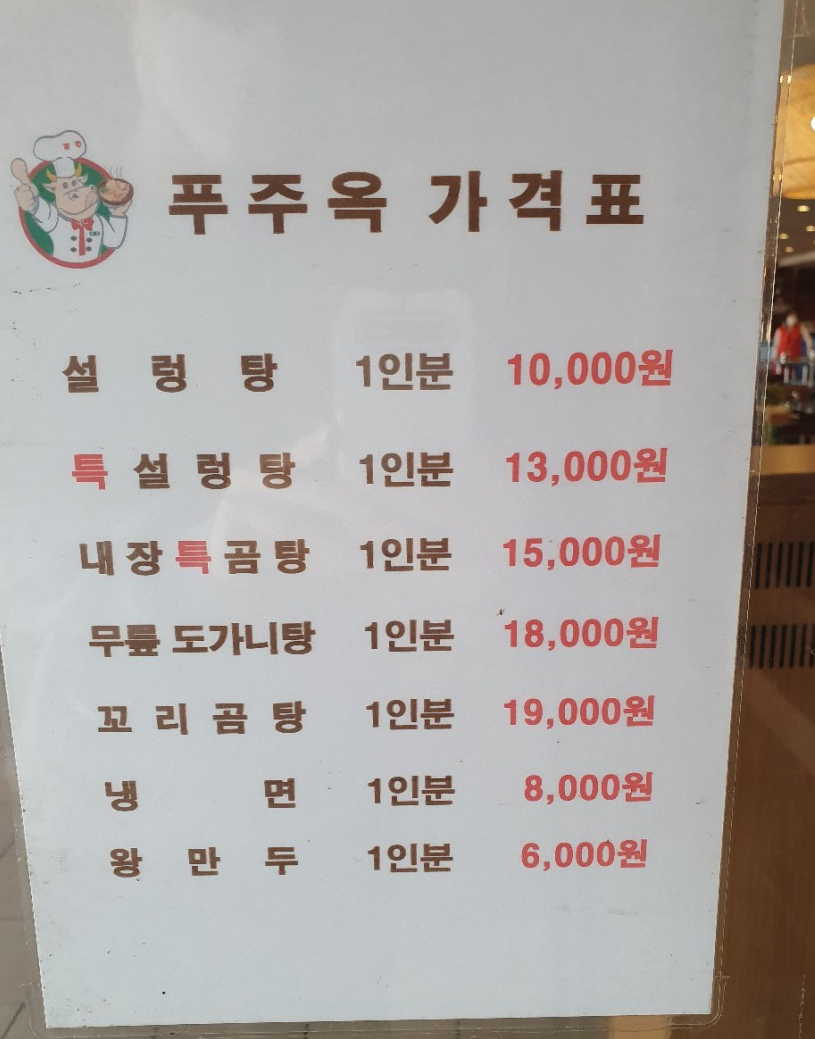 푸주옥 가격표
설렁탕 1인분 10,000원
특설렁탕 1인분 13,000원
내장특곰탕 1인분 15,000원
무릎 도가니탕 1인분 18,000원
꼬리곰탕 1인분 19,000원
냉면 1인분 8,000원
왕만두 1인분 6,000원